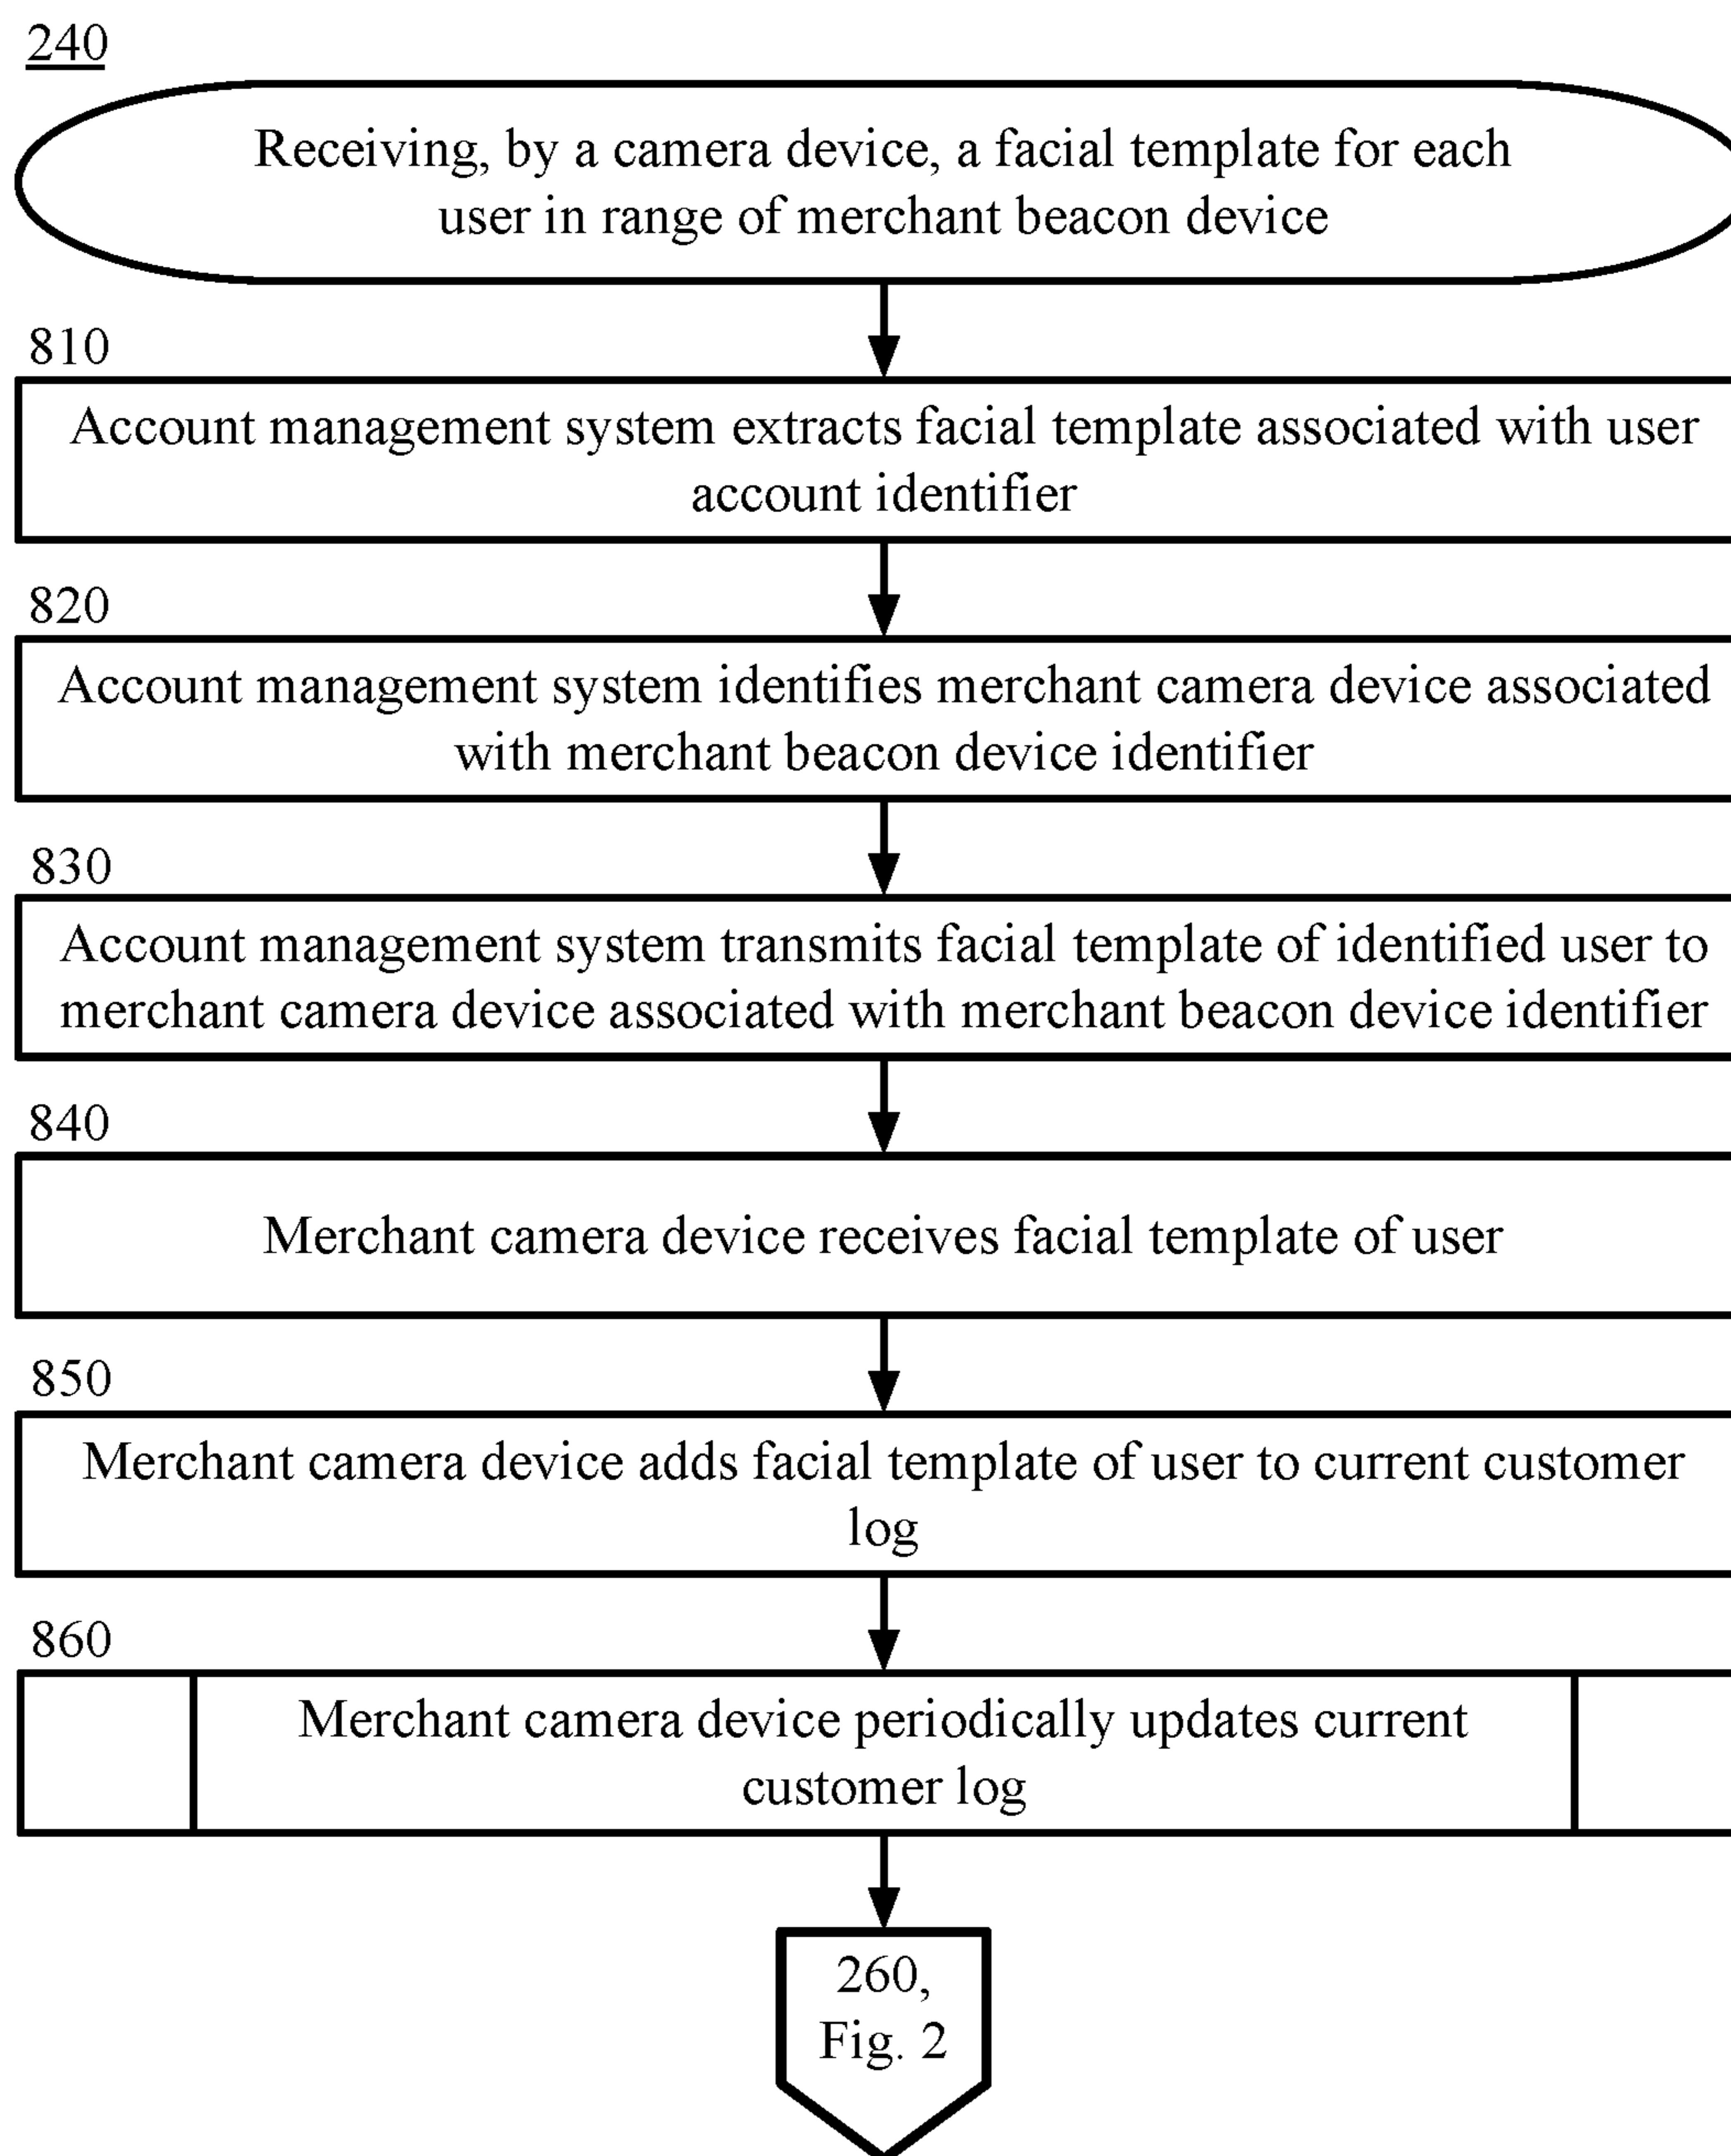 240
Receiving, by a camera device, a facial template for each
user in range of merchant beacon device
810
Account management system extracts facial template associated with user
account identifier
820
Account management system identifies merchant camera device associated
with merchant beacon device identifier
830
Account management system transmits facial template of identified user to
merchant camera device associated with merchant beacon device identifier
840
Merchant camera device receives facial template of user
850
Merchant camera device adds facial template of user to current customer
log
860
Merchant camera device periodically updates current
customer log
260,
Fig. 2